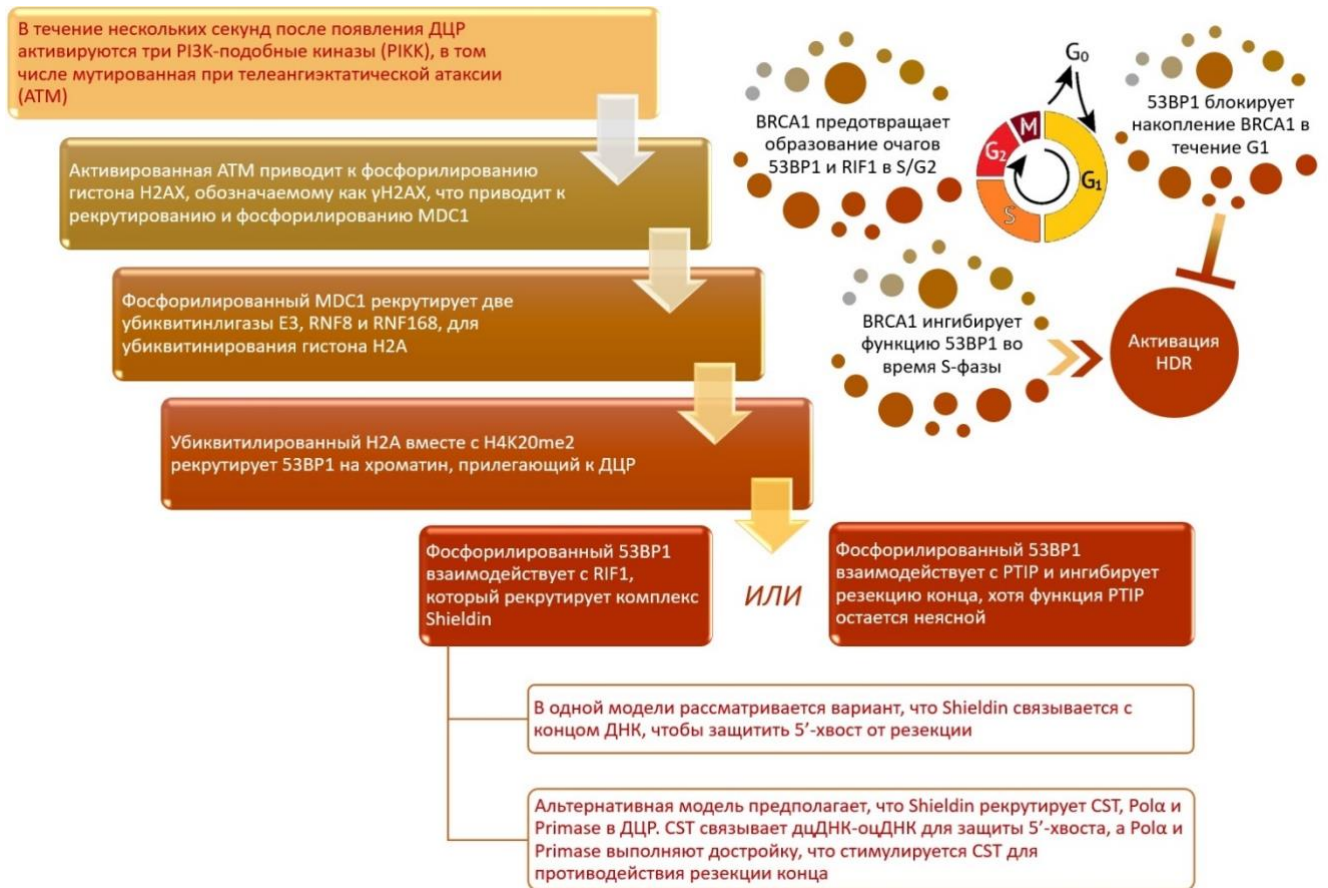 В течение нескольких секунд после появления ДЦР
активируются три PI3K-подобные киназы (PIKK), в том
числе мутированная при телеангиэктатической атаксии
(ATM)
Активированная ATM приводит к фосфорилированию
гистона H2AX, обозначаемому как γH2AX, что приводит к
рекрутированию и фосфорилированию MDC1
Фосфорилированный MDC1 рекрутирует две
убиквитинлигазы E3, RNF8 и RNF168, для
убиквитинирования гистона H2A
Убиквитилированный H2A вместе с H4K20me2
рекрутирует 53BP1 на хроматин, прилегающий к ДЦР
Фосфорилированный 53BP1
взаимодействует с RIF1,
который рекрутирует комплекс
Shieldin
ИЛИ
Фосфорилированный 53BP1
взаимодействует с PTIP и ингибирует
резекцию конца, хотя функция PTIP
остается неясной
В одной модели рассматривается вариант, что Shieldin связывается с
концом ДНК, чтобы защитить 5’-хвост от резекции
Альтернативная модель предполагает, что Shieldin рекрутирует CST, Polα и
Primase в ДЦР. CST связывает дцДНК-оцДНК для защиты 5’-хвоста, а Polα и
Primase выполняют достройку, что стимулируется CST для
противодействия резекции конца
BRCA1 предотвращает
образование очагов
53BP1 и RIF1 в S/G2
G0
M
G2
G1
S
53BP1 блокирует
накопление BRCA1 в
течение G1
BRCA1 ингибирует
функцию 53BP1 во
время S-фазы
Активация
HDR